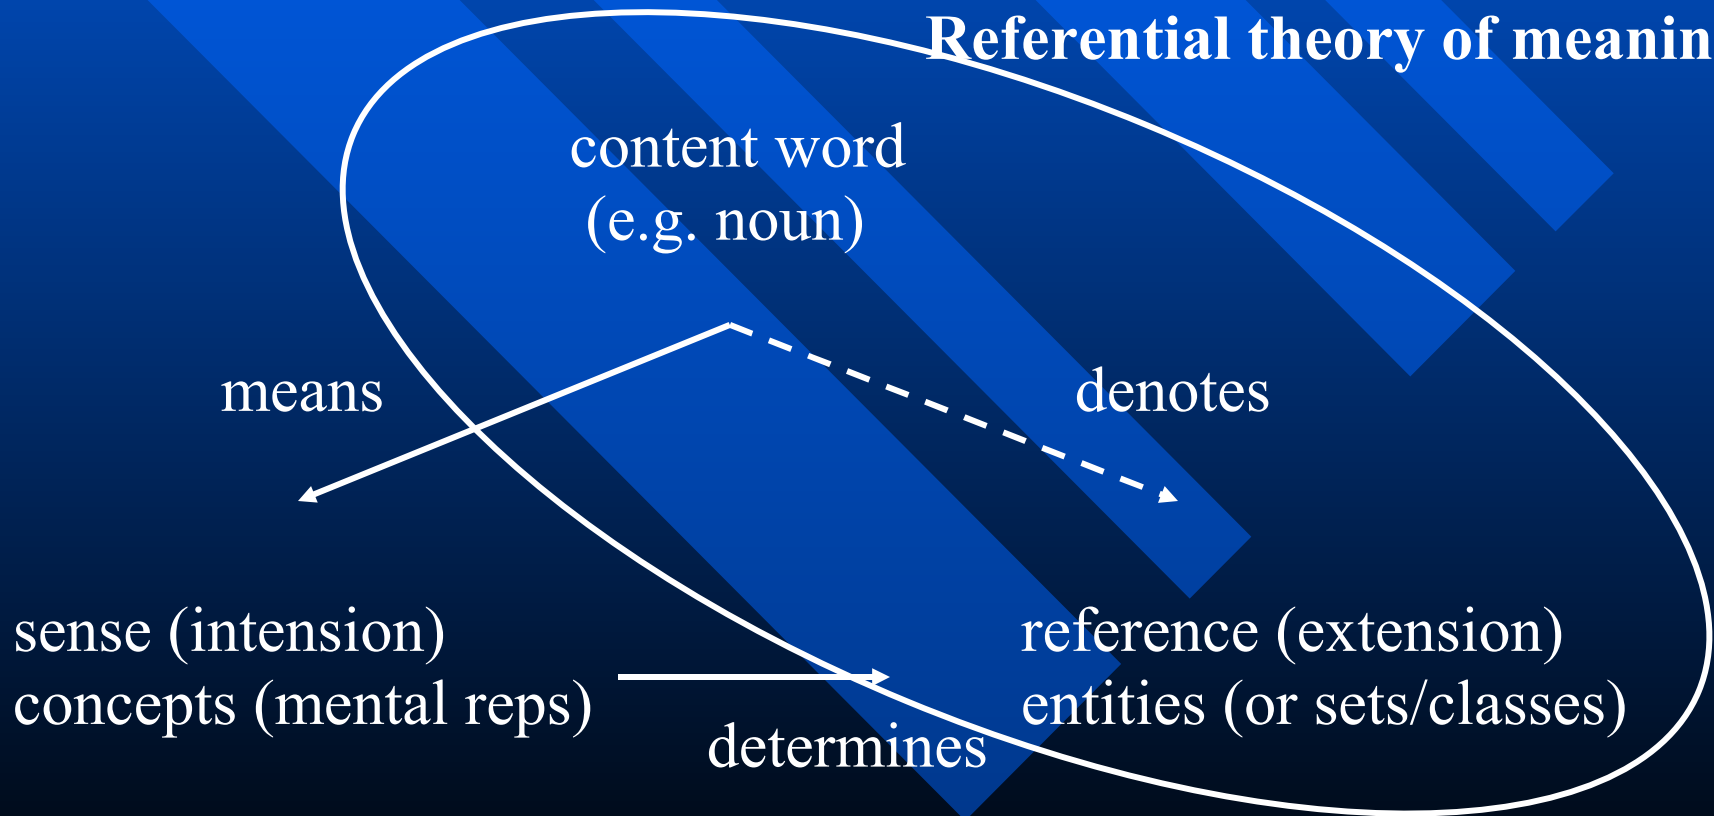 Referential theory of meanin
content word
(e.g. noun)
means
denotes
sense (intension)
concepts (mental reps)
reference (extension)
entities (or sets/classes)
determines